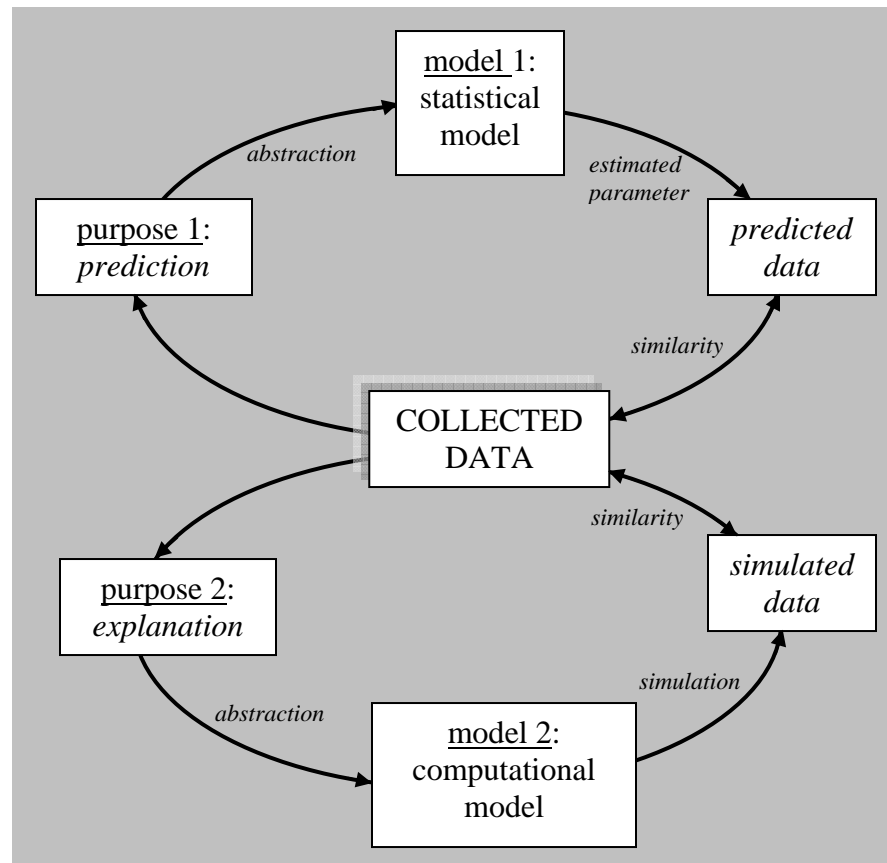 model 1:
statistical
model
abstraction
estimated
parameter
purpose 1:
prediction
predicted
data
similarity
COLLECTED
DATA
similarity
purpose 2:
explanation
simulated
data
abstraction
simulation
model 2:
computational
model